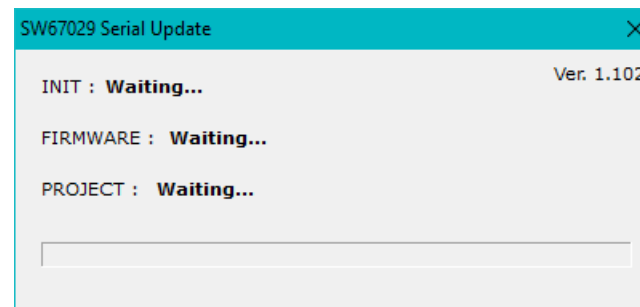 SW67029 Serial Update
Ver. 1.102
INIT : Waiting...
FIRMWARE : Waiting...
PROJECT : Waiting...